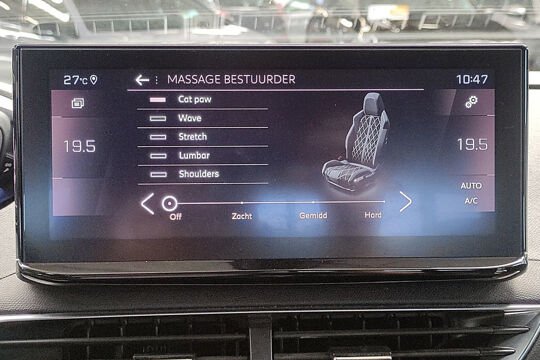 27°C
MASSAGE BESTUURDER
10:47
Cat paw
Wave
Stretch
Lumbar
Shoulders
19.5
19.5
AUTO
A/C
Off Zacht Gemidd Hard